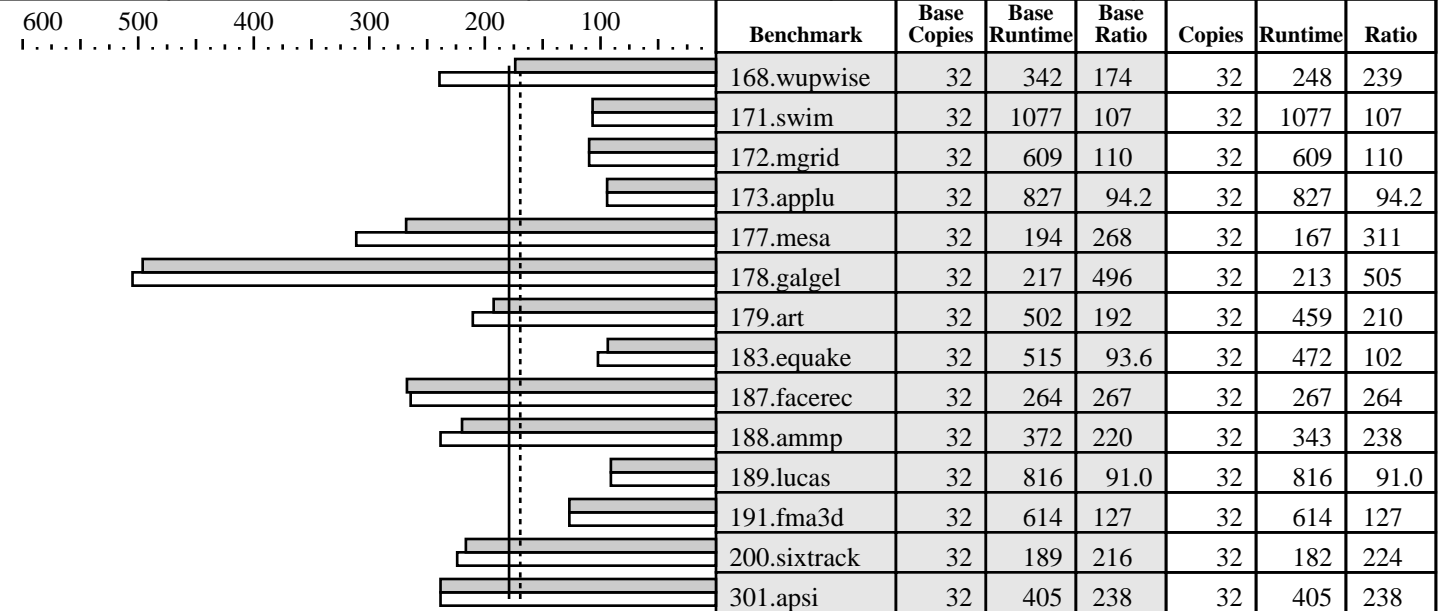 600 500 400 300 200 100
Benchmark Base Copies Base Runtime Base Ratio Copies Runtime Ratio
168.wupwise 32 342 174 32 248 239
171.swim 32 1077 107 32 1077 107
172.mgrid 32 609 110 32 609 110
173.applu 32 827 94.2 32 827 94.2
177.mesa 32 194 268 32 167 311
178.galgel 32 217 496 32 213 505
179.art 32 502 192 32 459 210
183.equake 32 515 93.6 32 472 102
187.facerec 32 264 267 32 267 264
188.ammp 32 372 220 32 343 238
189.lucas 32 816 91.0 32 816 91.0
191.fma3d 32 614 127 32 614 127
200.sixtrack 32 189 216 32 182 224
301.apsi 32 405 238 32 405 238